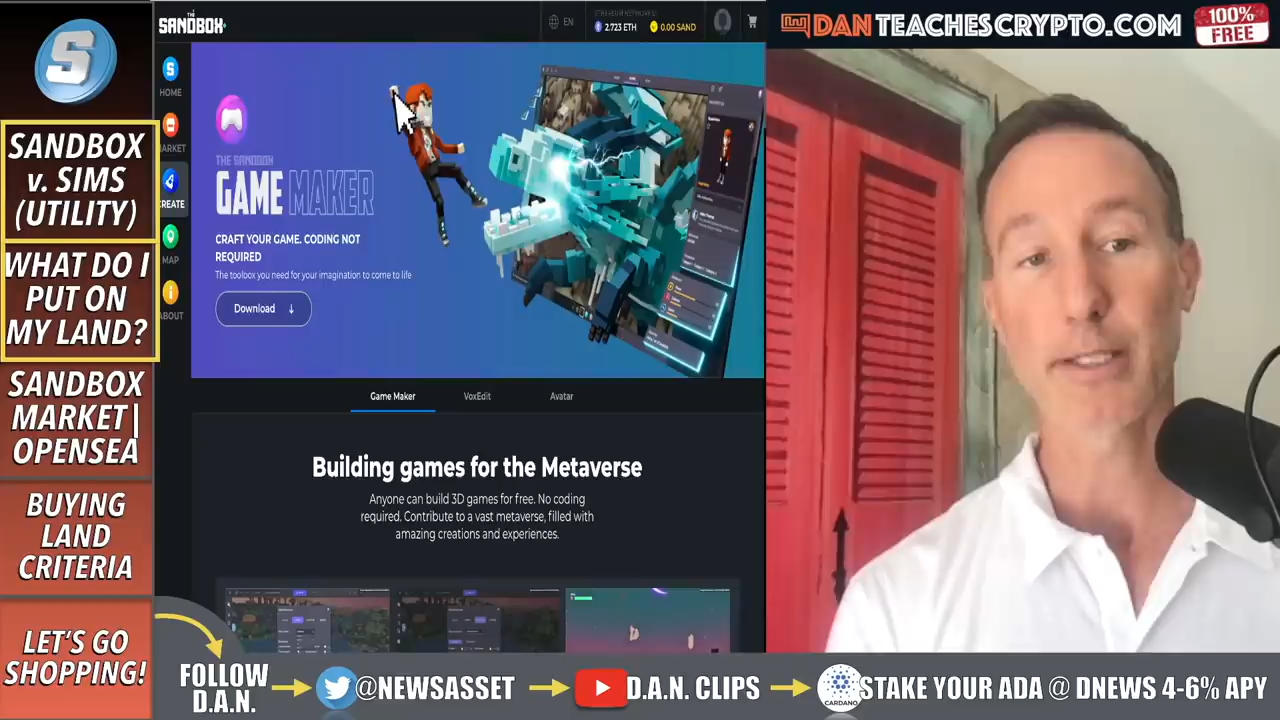 SANDBOX
v. SIMS
(UTILITY)
WHAT DO I
PUT ON
MY LAND?
SANDBOX
MARKET|
OPENSEA
BUYING
LAND
CRITERIA
LET'S GO
SHOPPING!
THE
SANDBOX
EN
2.723 ETH
0.00 SAND
HOME
MARKET
CREATE
MAP
ABOUT
THE SANDBOX
GAME MAKER
CRAFT YOUR GAME. CODING NOT
REQUIRED
The toolbox you need for your imagination to come to life
Download ↓
Game Maker
VoxEdit
Avatar
Building games for the Metaverse
Anyone can build 3D games for free. No coding
required. Contribute to a vast metaverse, filled with
amazing creations and experiences.
DANTEACHESCRYPTO.COM
100%
FREE
FOLLOW
D.A.N.
@NEWSASSET
D.A.N. CLIPS
CARDANO
STAKE YOUR ADA @ DNEWS 4-6% APY